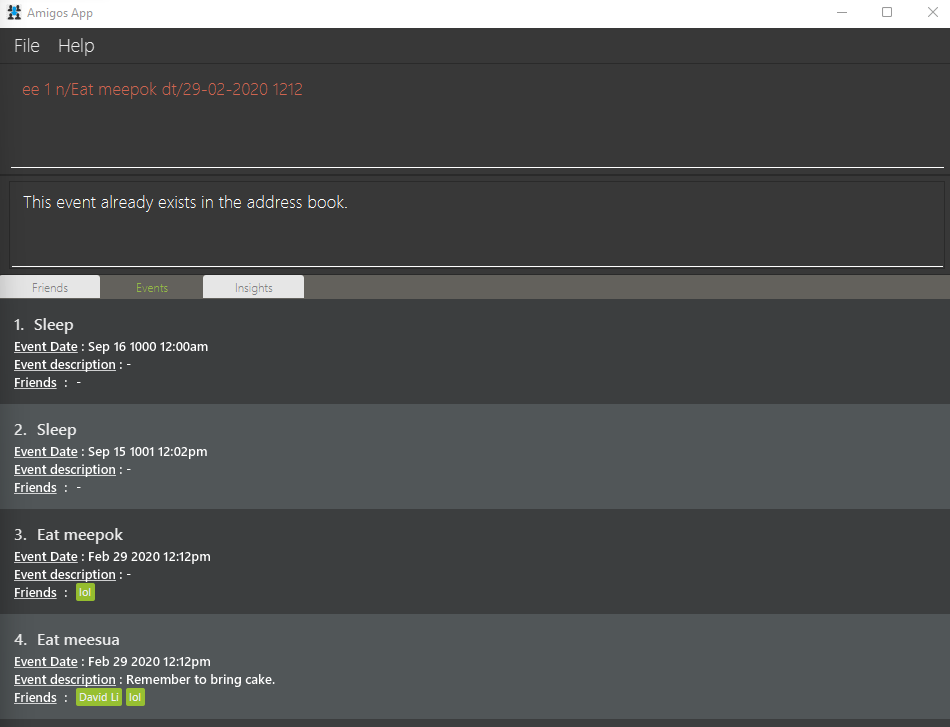 Amigos App
File Help
ee 1 n/Eat meepok dt/29-02-2020 1212
This event already exists in the address book.
Friends Events Insights
1. Sleep
Event Date : Sep 16 1000 12:00am
Event description : -
Friends : -
2. Sleep
Event Date : Sep 15 1001 12:02pm
Event description : -
Friends : -
3. Eat meepok
Event Date : Feb 29 2020 12:12pm
Event description : -
Friends : lol
4. Eat meesua
Event Date : Feb 29 2020 12:12pm
Event description : Remember to bring cake.
Friends : David Li lol